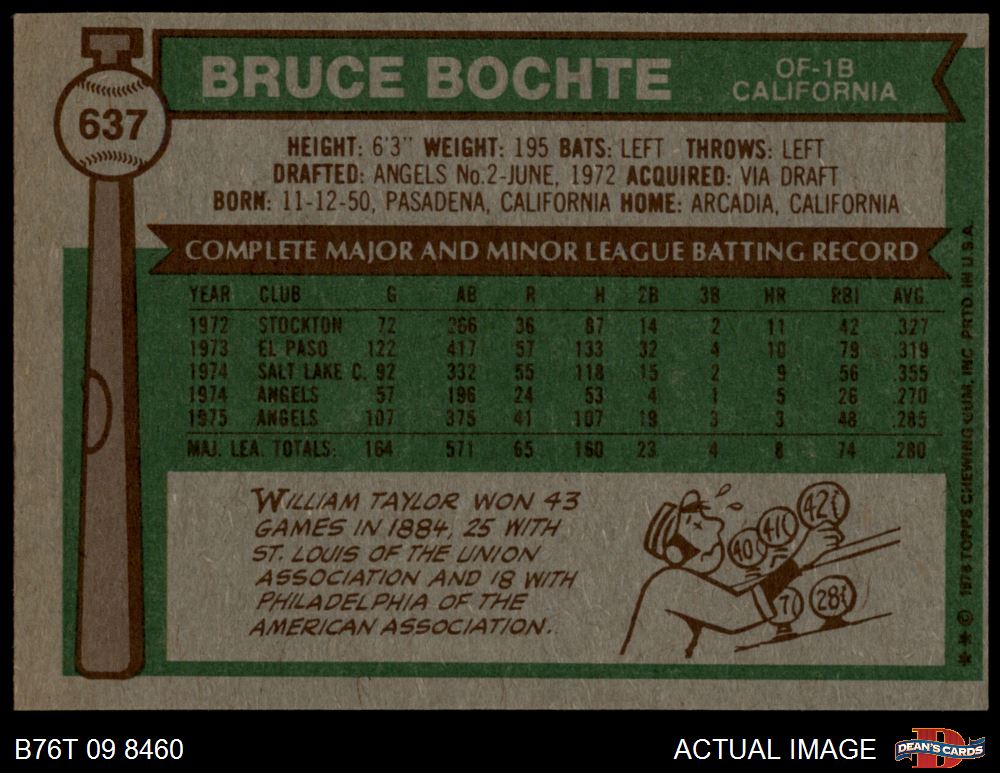 637
BRUCE BOCHTE
OF-1B
CALIFORNIA
HEIGHT: 6'3" WEIGHT: 195 BATS: LEFT THROWS: LEFT
DRAFTED: ANGELS No.2-JUNE, 1972 ACQUIRED: VIA DRAFT
BORN: 11-12-50, PASADENA, CALIFORNIA HOME: ARCADIA, CALIFORNIA
COMPLETE MAJOR AND MINOR LEAGUE BATTING RECORD
YEAR CLUB G AB R H 2B 3B HR RBI AVG.
1972 STOCKTON 72 266 36 87 14 2 11 42 .327
1973 EL PASO 122 417 57 133 32 4 10 79 .319
1974 SALT LAKE C. 92 332 55 118 15 2 9 56 .355
1974 ANGELS 57 196 24 53 4 1 5 26 .270
1975 ANGELS 107 375 41 107 19 3 3 48 .285
MAJ. LEA. TOTALS: 164 571 65 160 23 4 8 74 .280
WILLIAM TAYLOR WON 43
GAMES IN 1884, 25 WITH
ST. LOUIS OF THE UNION
ASSOCIATION AND 18 WITH
PHILADELPHIA OF THE
AMERICAN ASSOCIATION.
40 41 42
7 28
** © 1976 TOPPS CHEWING GUM, INC. PRTD. IN U.S.A.
B76T 09 8460
ACTUAL IMAGE
D
DEAN'S CARDS